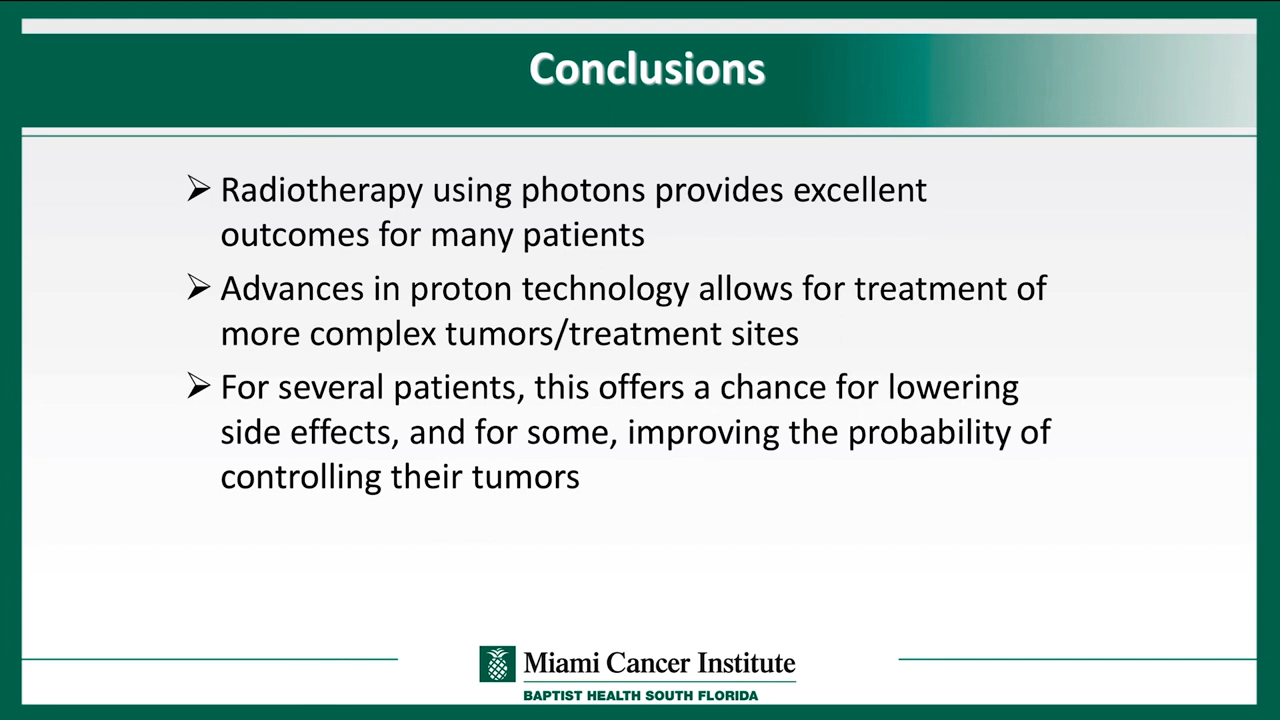 Conclusions
➢ Radiotherapy using photons provides excellent
outcomes for many patients
➢ Advances in proton technology allows for treatment of
more complex tumors/treatment sites
➢ For several patients, this offers a chance for lowering
side effects, and for some, improving the probability of
controlling their tumors
Miami Cancer Institute
BAPTIST HEALTH SOUTH FLORIDA